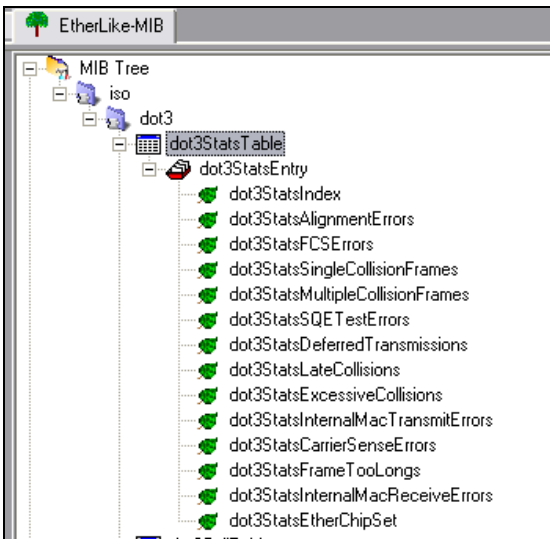 EtherLike-MIB
MIB Tree
iso
dot3
dot3StatsTable
dot3StatsEntry
dot3StatsIndex
dot3StatsAlignmentErrors
dot3StatsFCSErrors
dot3StatsSingleCollisionFrames
dot3StatsMultipleCollisionFrames
dot3StatsSQETestErrors
dot3StatsDeferredTransmissions
dot3StatsLateCollisions
dot3StatsExcessiveCollisions
dot3StatsInternalMacTransmitErrors
dot3StatsCarrierSenseErrors
dot3StatsFrameTooLongs
dot3StatsInternalMacReceiveErrors
dot3StatsEtherChipSet